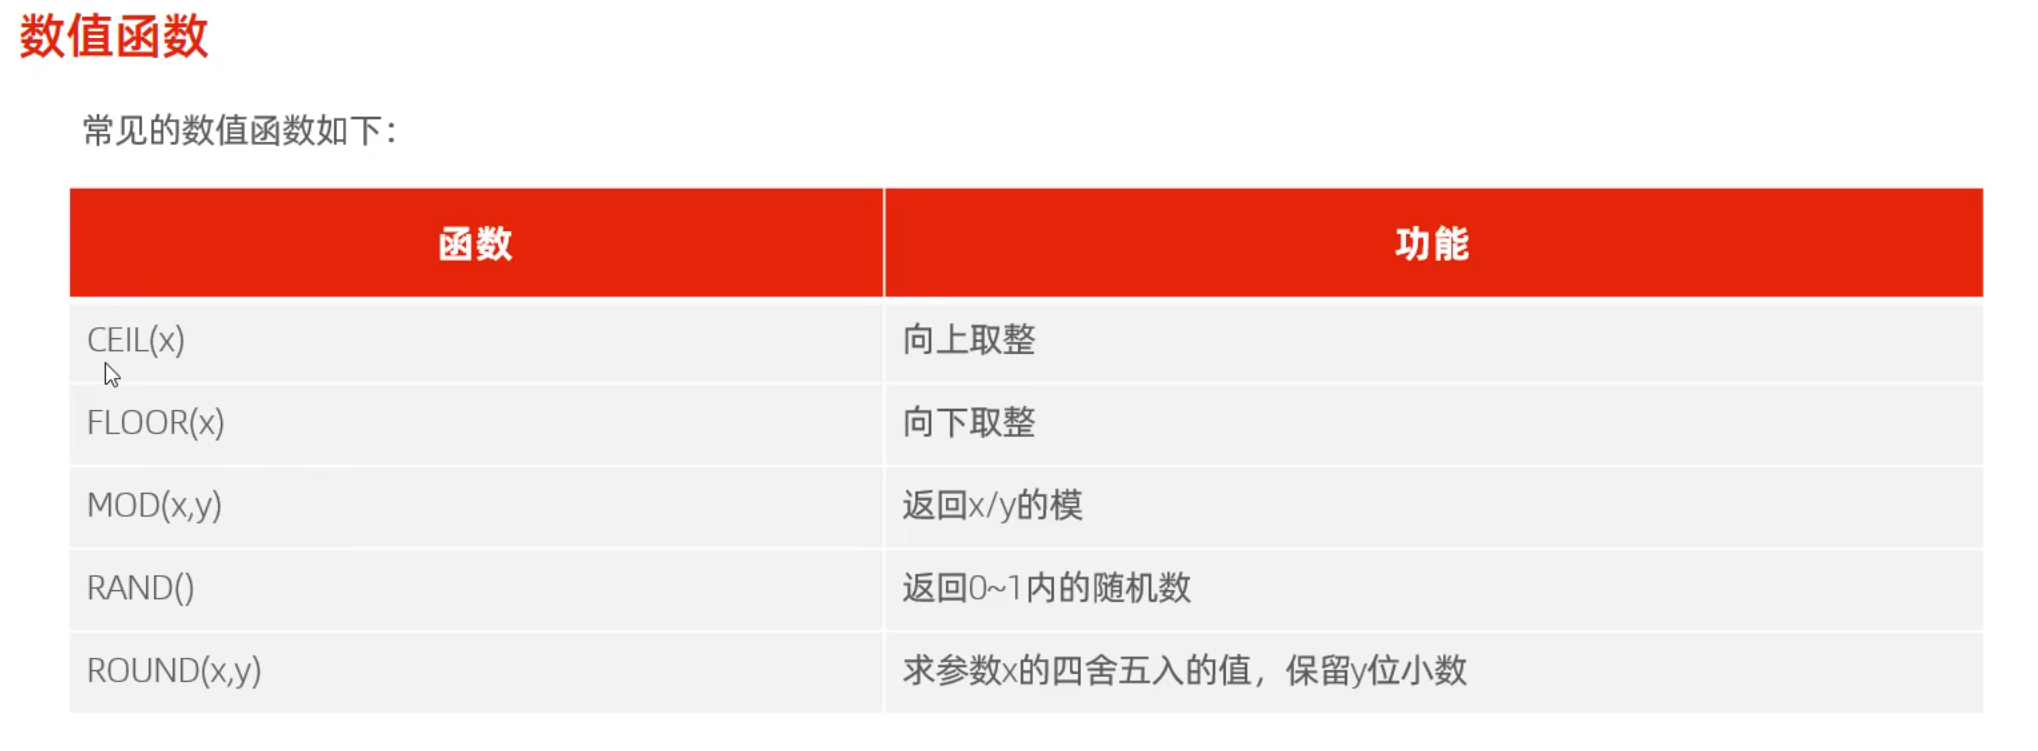 数值函数
常见的数值函数如下：
函数 功能
CEIL(x) 向上取整
FLOOR(x) 向下取整
MOD(x,y) 返回x/y的模
RAND() 返回0~1内的随机数
ROUND(x,y) 求参数x的四舍五入的值，保留y位小数